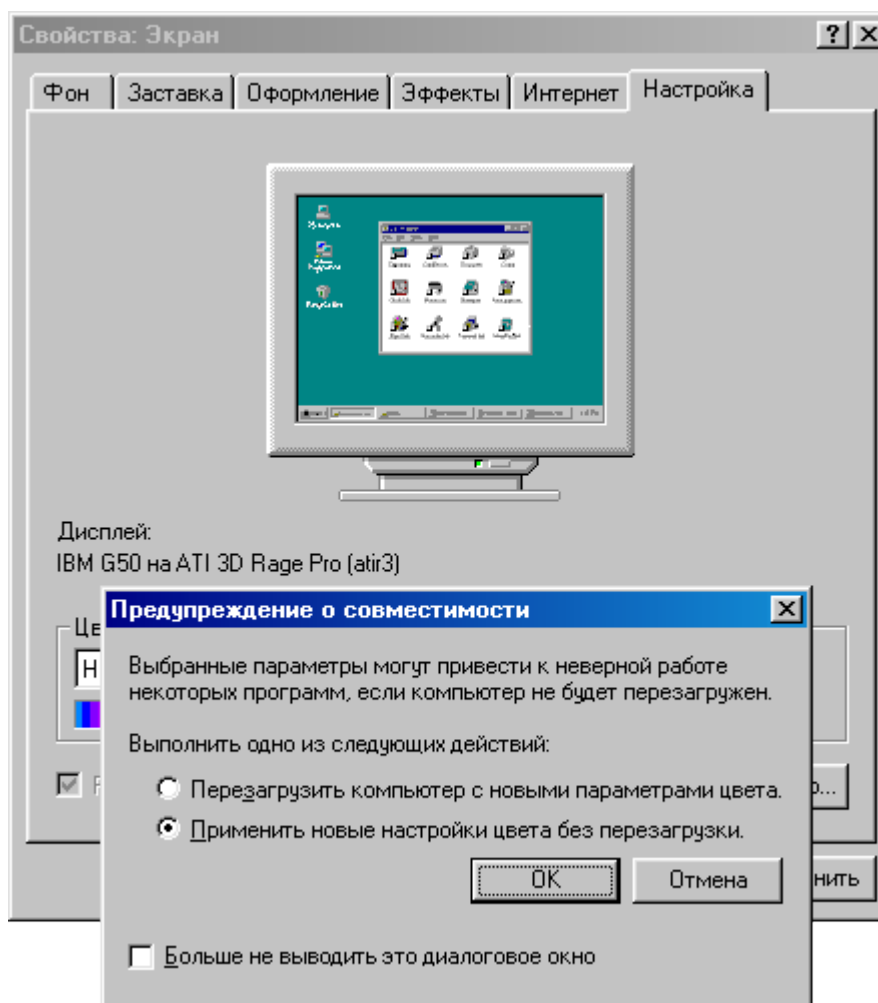 Свойства: Экран
Фон Заставка Оформление Эффекты Интернет Настройка
Дисплей:
IBM G50 на ATI 3D Rage Pro (atir3)
Предупреждение о совместимости
Выбранные параметры могут привести к неверной работе
некоторых программ, если компьютер не будет перезагружен.
Выполнить одно из следующих действий:
Перезагрузить компьютер с новыми параметрами цвета.
Применить новые настройки цвета без перезагрузки.
OK Отмена
Больше не выводить это диалоговое окно